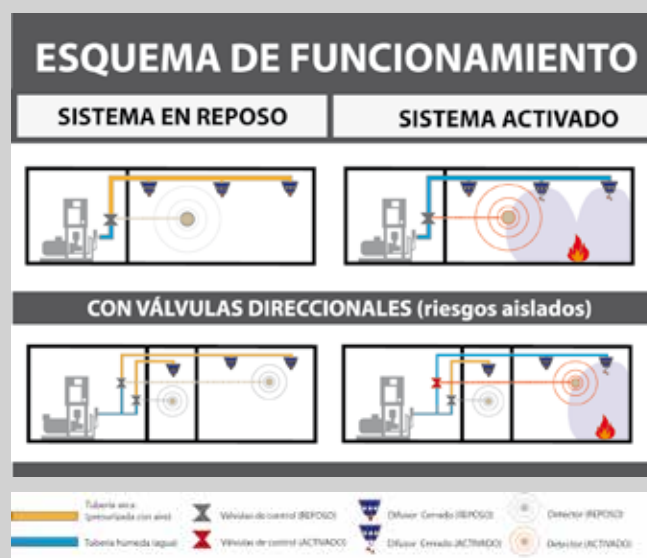 ESQUEMA DE FUNCIONAMIENTO
SISTEMA EN REPOSO
SISTEMA ACTIVADO
CON VÁLVULAS DIRECCIONALES (riesgos aislados)
Tubería seca
(presurizada con aire)
Válvulas de control (REPOSO)
Difusor Cerrado (REPOSO)
Detector (REPOSO)
Tubería húmeda (agua)
Válvulas de control (ACTIVADO)
Difusor Cerrado (ACTIVADO)
Detector (ACTIVADO)